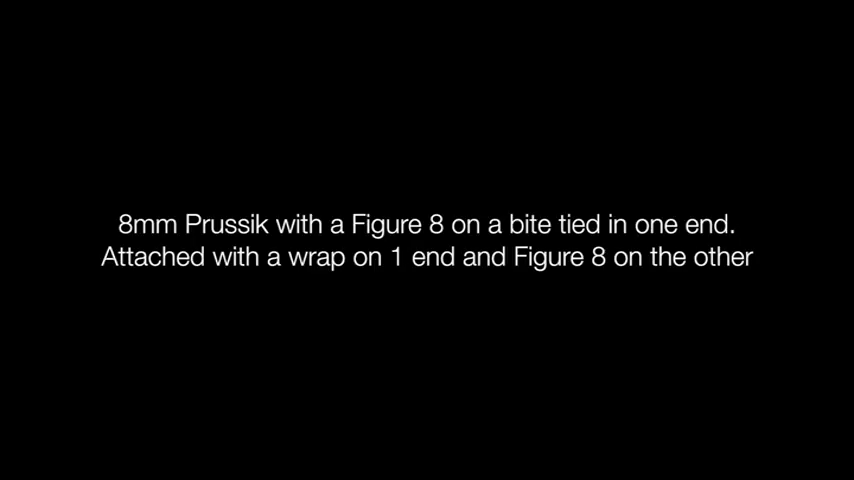 8mm Prussik with a Figure 8 on a bite tied in one end.
Attached with a wrap on 1 end and Figure 8 on the other